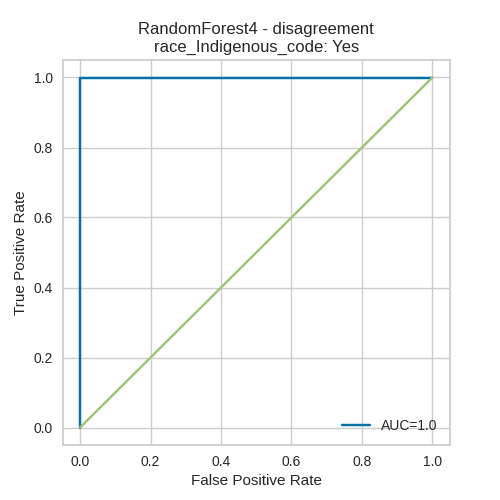 RandomForest4 - disagreement
race_Indigenous_code: Yes
1.0
0.8
0.6
0.4
0.2
0.0
True Positive Rate
AUC=1.0
0.0 0.2 0.4 0.6 0.8 1.0
False Positive Rate